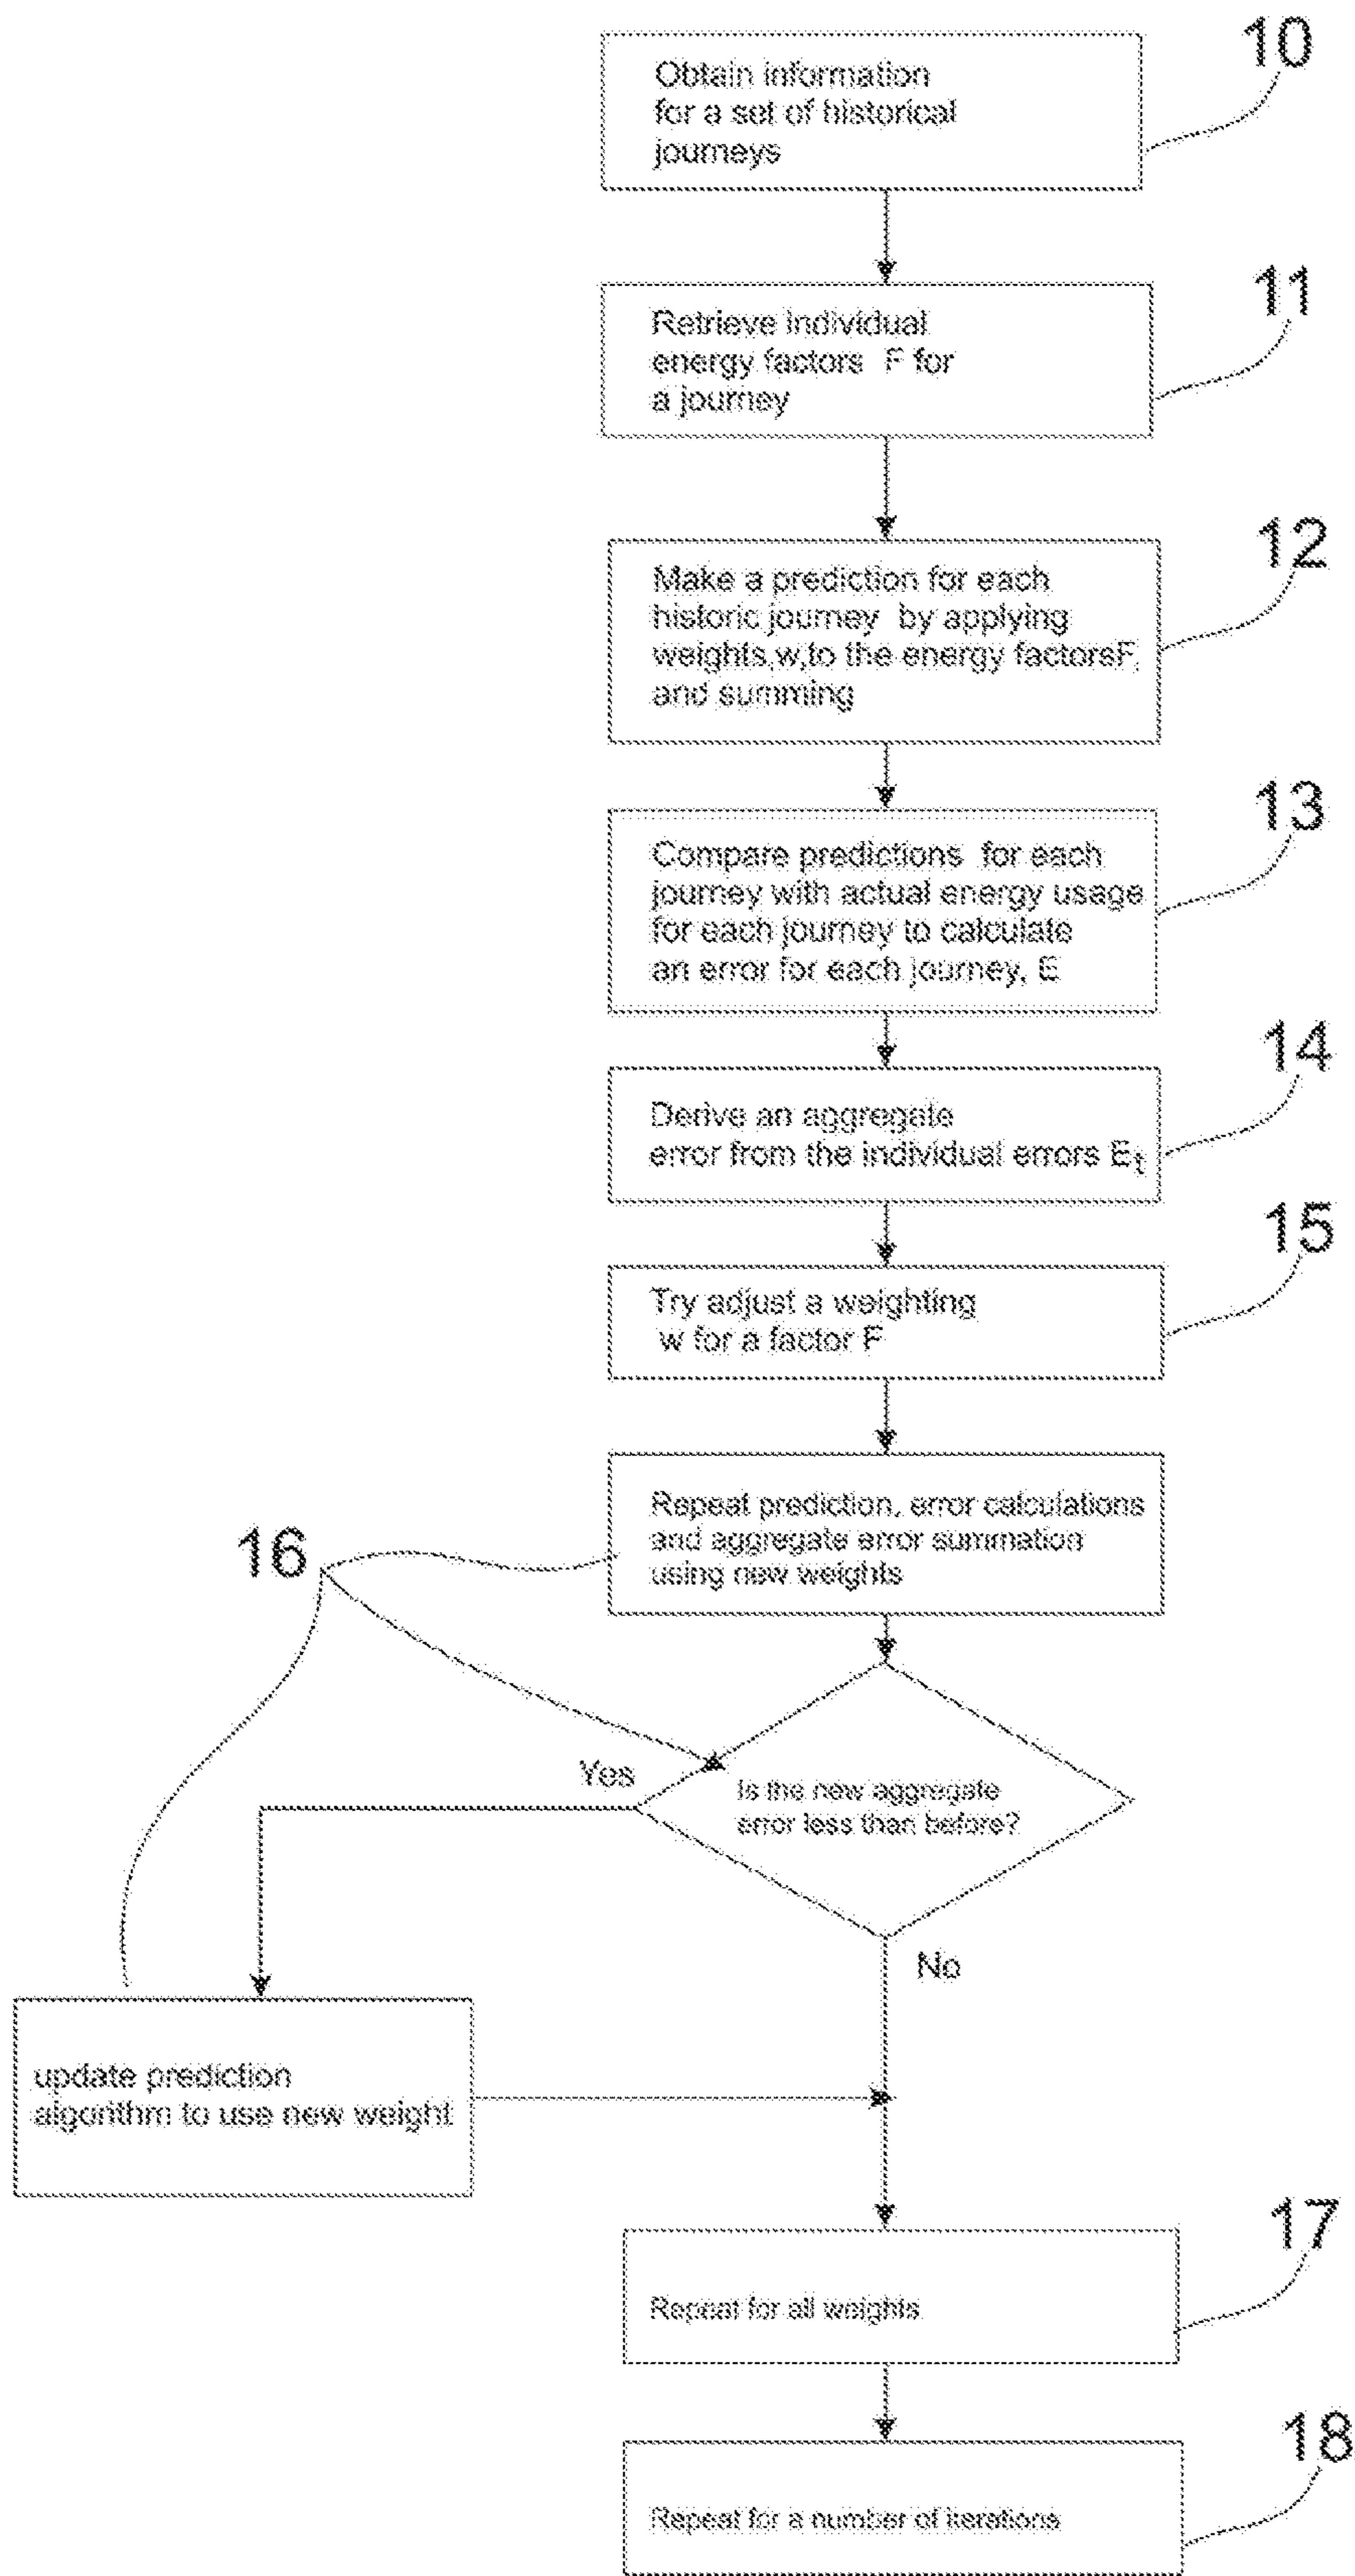 10
Obtain information
for a set of historical
journeys
11
Retrieve individual
energy factors F for
a journey
12
Make a prediction for each
historic journey by applying
weights,w,to the energy factorsF,
and summing
13
Compare predictions for each
journey with actual energy usage
for each journey to calculate
an error for each journey, E
14
Derive an aggregate
error from the individual errors Et
15
Try adjust a weighting
w for a factor F
16
Repeat prediction, error calculations
and aggregate error summation
using new weights
Yes
Is the new aggregate
error less than before?
No
update prediction
algorithm to use new weight
17
Repeat for all weights
18
Repeat for a number of iterations